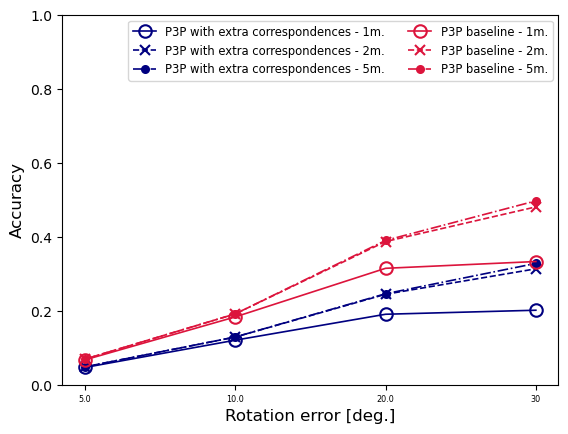 P3P with extra correspondences - 1m.
P3P with extra correspondences - 2m.
P3P with extra correspondences - 5m.
P3P baseline - 1m.
P3P baseline - 2m.
P3P baseline - 5m.
Accuracy
1.0
0.8
0.6
0.4
0.2
0.0
5.0 10.0 20.0 30
Rotation error [deg.]